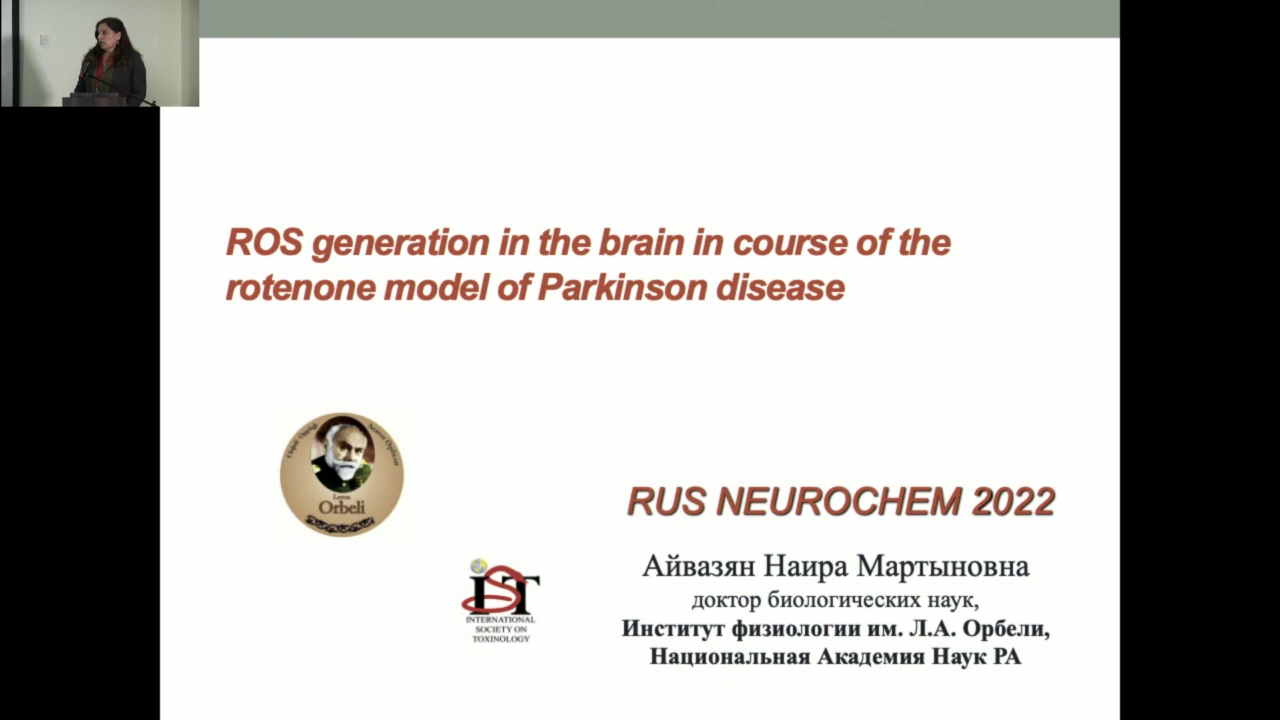 ROS generation in the brain in course of the
rotenone model of Parkinson disease
Levon
Orbeli
RUS NEUROCHEM 2022
Айвазян Наира Мартыновна
доктор биологических наук,
Институт физиологии им. Л.А. Орбели,
Национальная Академия Наук РА
IST
INTERNATIONAL
SOCIETY ON
TOXINOLOGY